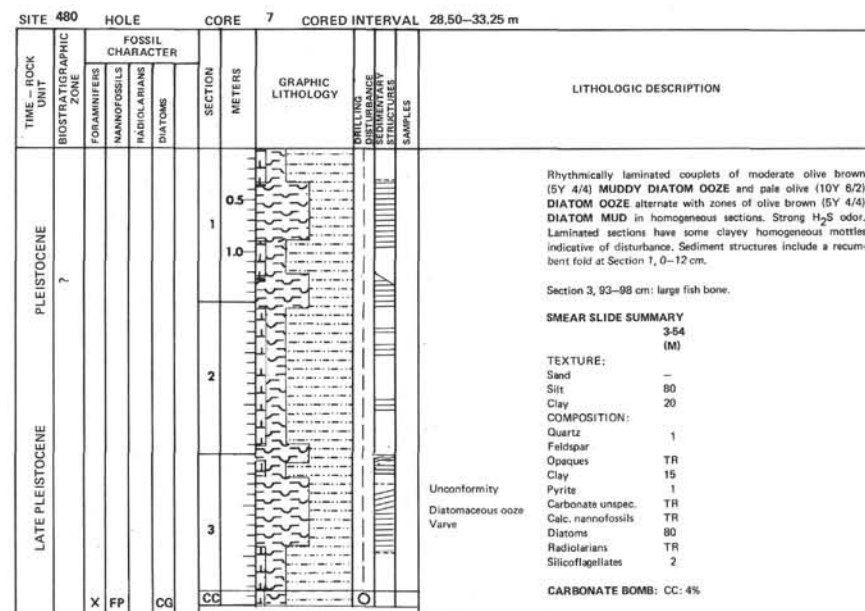 SITE 480 HOLE CORE 7 CORED INTERVAL 28.50–33.25 m
TIME – ROCK UNIT
BIOSTRATIGRAPHIC ZONE
FOSSIL CHARACTER
FORAMINIFERS
NANNOFOSSILS
RADIOLARIANS
DIATOMS
SECTION
METERS
GRAPHIC LITHOLOGY
DRILLING DISTURBANCE
SEDIMENTARY STRUCTURES
SAMPLES
LITHOLOGIC DESCRIPTION
PLEISTOCENE
LATE PLEISTOCENE
?
1
0.5
1.0
2
3
CC
X FP CG
Unconformity
Diatomaceous ooze
Varve
Rhythmically laminated couplets of moderate olive brown
(5Y 4/4) MUDDY DIATOM OOZE and pale olive (10Y 6/2)
DIATOM OOZE alternate with zones of olive brown (5Y 4/4)
DIATOM MUD in homogeneous sections. Strong H2S odor.
Laminated sections have some clayey homogeneous mottles
indicative of disturbance. Sediment structures include a recum-
bent fold at Section 1, 0–12 cm.
Section 3, 93–98 cm: large fish bone.
SMEAR SLIDE SUMMARY
3-54
(M)
TEXTURE:
Sand –
Silt 80
Clay 20
COMPOSITION:
Quartz
Feldspar 1
Opaques TR
Clay 15
Pyrite 1
Carbonate unspec. TR
Calc. nannofossils TR
Diatoms 80
Radiolarians TR
Silicoflagellates 2
CARBONATE BOMB: CC: 4%